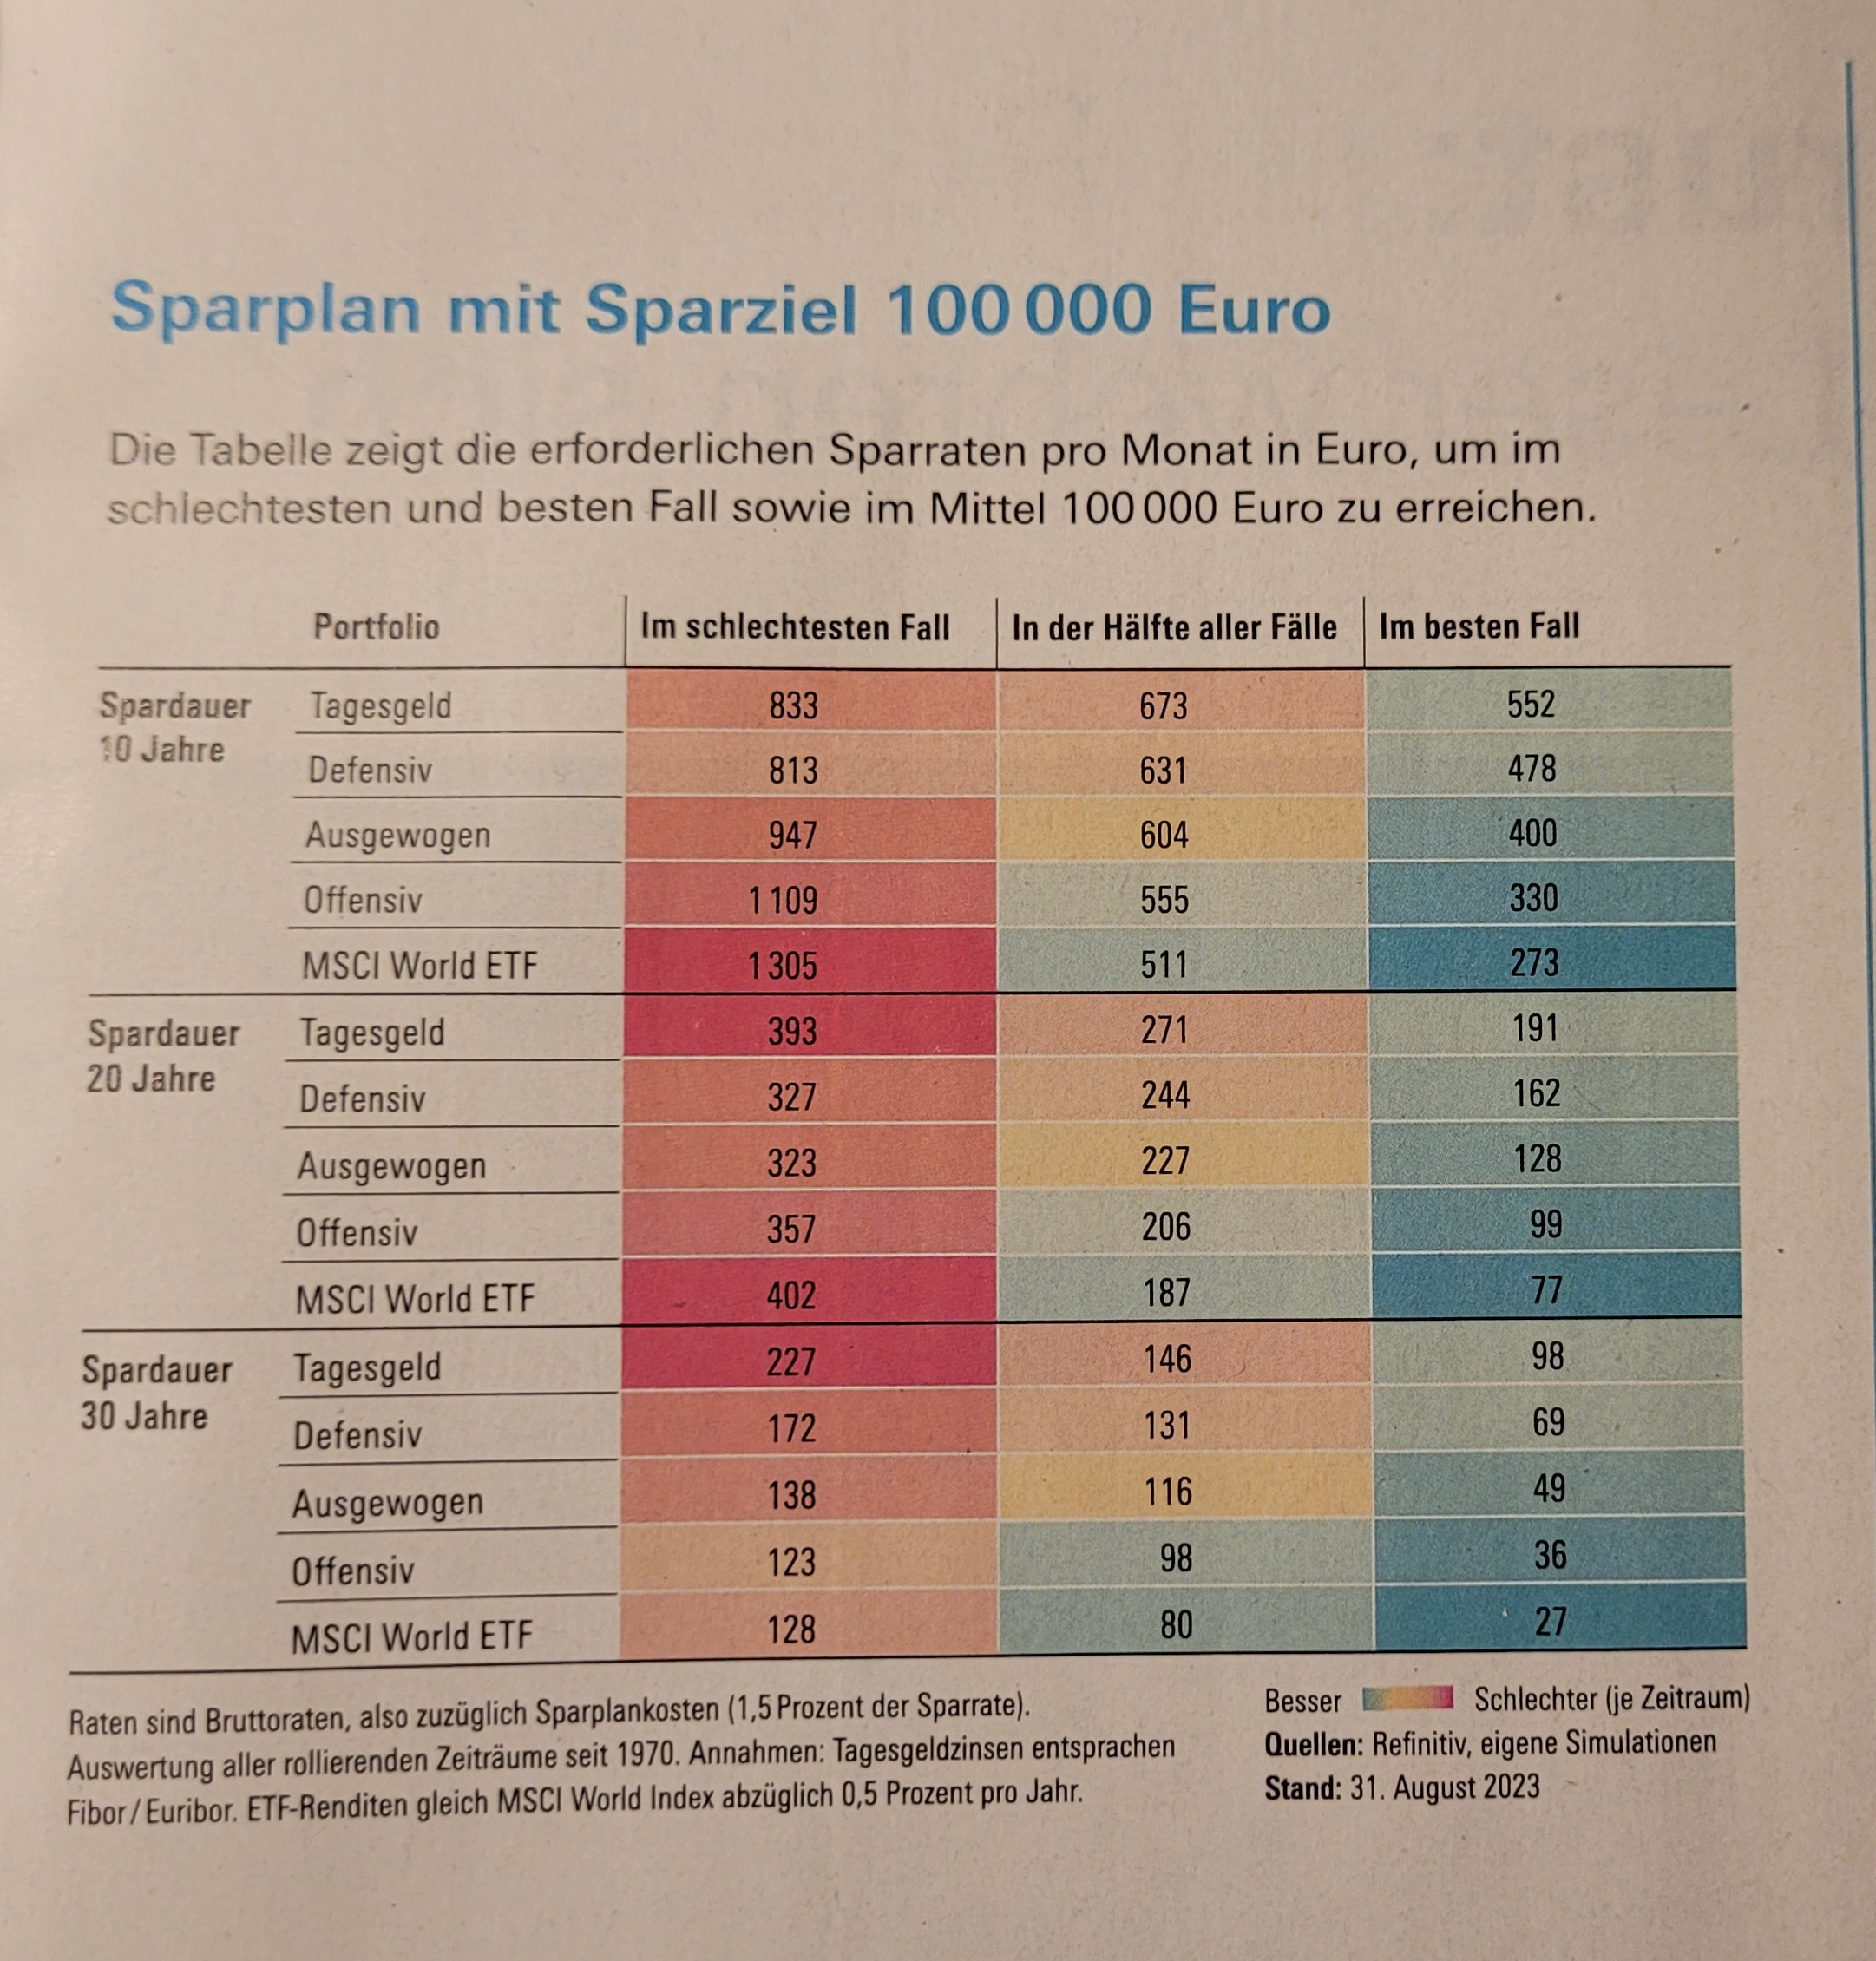 Sparplan mit Sparziel 100 000 Euro
Die Tabelle zeigt die erforderlichen Sparraten pro Monat in Euro, um im
schlechtesten und besten Fall sowie im Mittel 100 000 Euro zu erreichen.
Portfolio Im schlechtesten Fall In der Hälfte aller Fälle Im besten Fall
Spardauer 10 Jahre Tagesgeld 833 673 552
Defensiv 813 631 478
Ausgewogen 947 604 400
Offensiv 1 109 555 330
MSCI World ETF 1 305 511 273
Spardauer 20 Jahre Tagesgeld 393 271 191
Defensiv 327 244 162
Ausgewogen 323 227 128
Offensiv 357 206 99
MSCI World ETF 402 187 77
Spardauer 30 Jahre Tagesgeld 227 146 98
Defensiv 172 131 69
Ausgewogen 138 116 49
Offensiv 123 98 36
MSCI World ETF 128 80 27
Raten sind Bruttoraten, also zuzüglich Sparplankosten (1,5 Prozent der Sparrate).
Auswertung aller rollierenden Zeiträume seit 1970. Annahmen: Tagesgeldzinsen entsprachen
Fibor / Euribor. ETF-Renditen gleich MSCI World Index abzüglich 0,5 Prozent pro Jahr.
Besser Schlechter (je Zeitraum)
Quellen: Refinitiv, eigene Simulationen
Stand: 31. August 2023